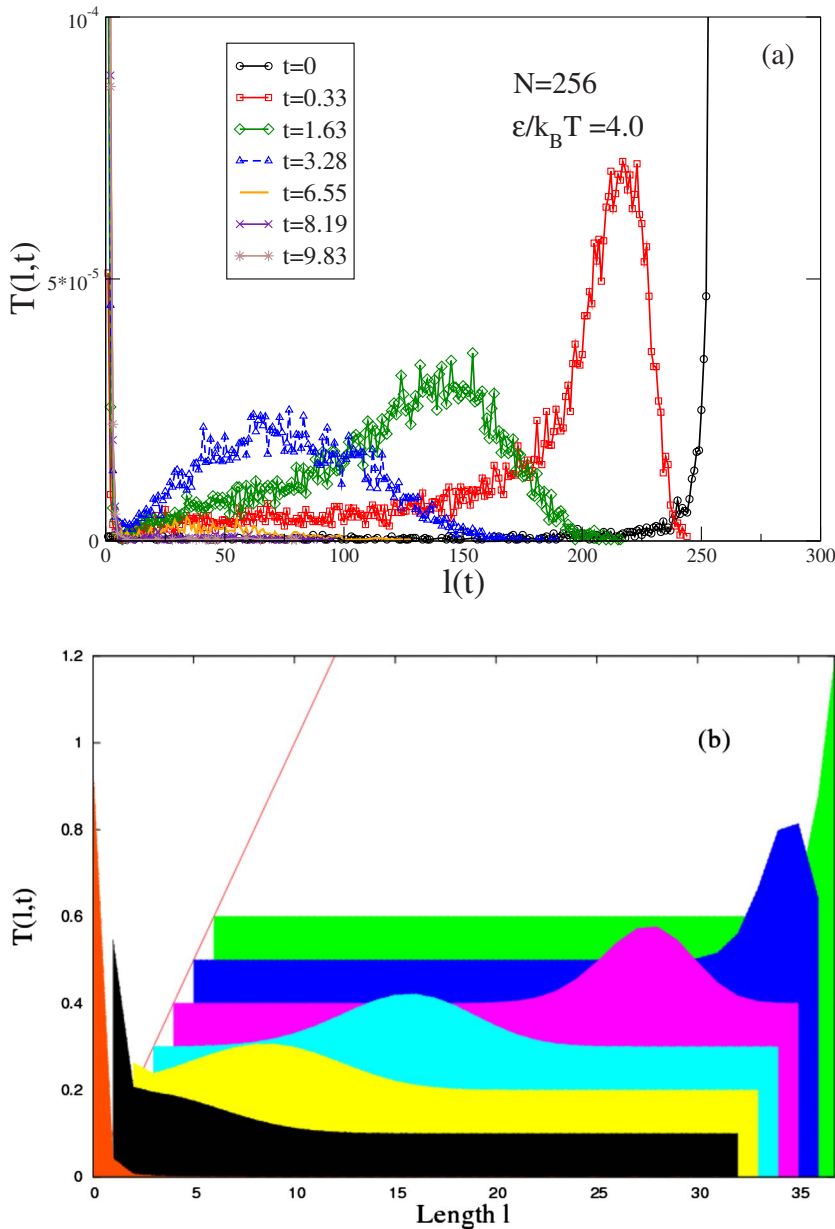 10^-4
(a)
t=0
t=0.33
t=1.63
t=3.28
t=6.55
t=8.19
t=9.83
N=256
ε/k_B T =4.0
T(l,t)
5*10^-5
0
0 50 100 150 200 250 300
l(t)
1.2
(b)
1
0.8
T(l,t)
0.6
0.4
0.2
0
0 5 10 15 20 25 30 35
Length l